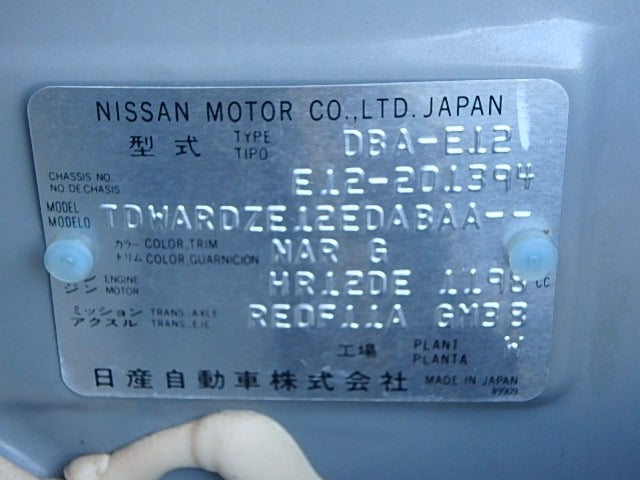 NISSAN MOTOR CO.,LTD. JAPAN
型式 TYPE TIPO DBA-E12
CHASSIS NO. NO.DE CHASIS E12-201394
MODEL MODELO TDWARDZE12EDABAA--
カラー トリム COLOR,TRIM COLOR,GUARNICION NAR G
ン ジン ENGINE MOTOR HR12DE 1198 CC
ミッション アクスル TRANS. AXLE TRANS. EJE RE0F11A GM33
工場 PLANT PLANTA W
日産自動車株式会社 MADE IN JAPAN